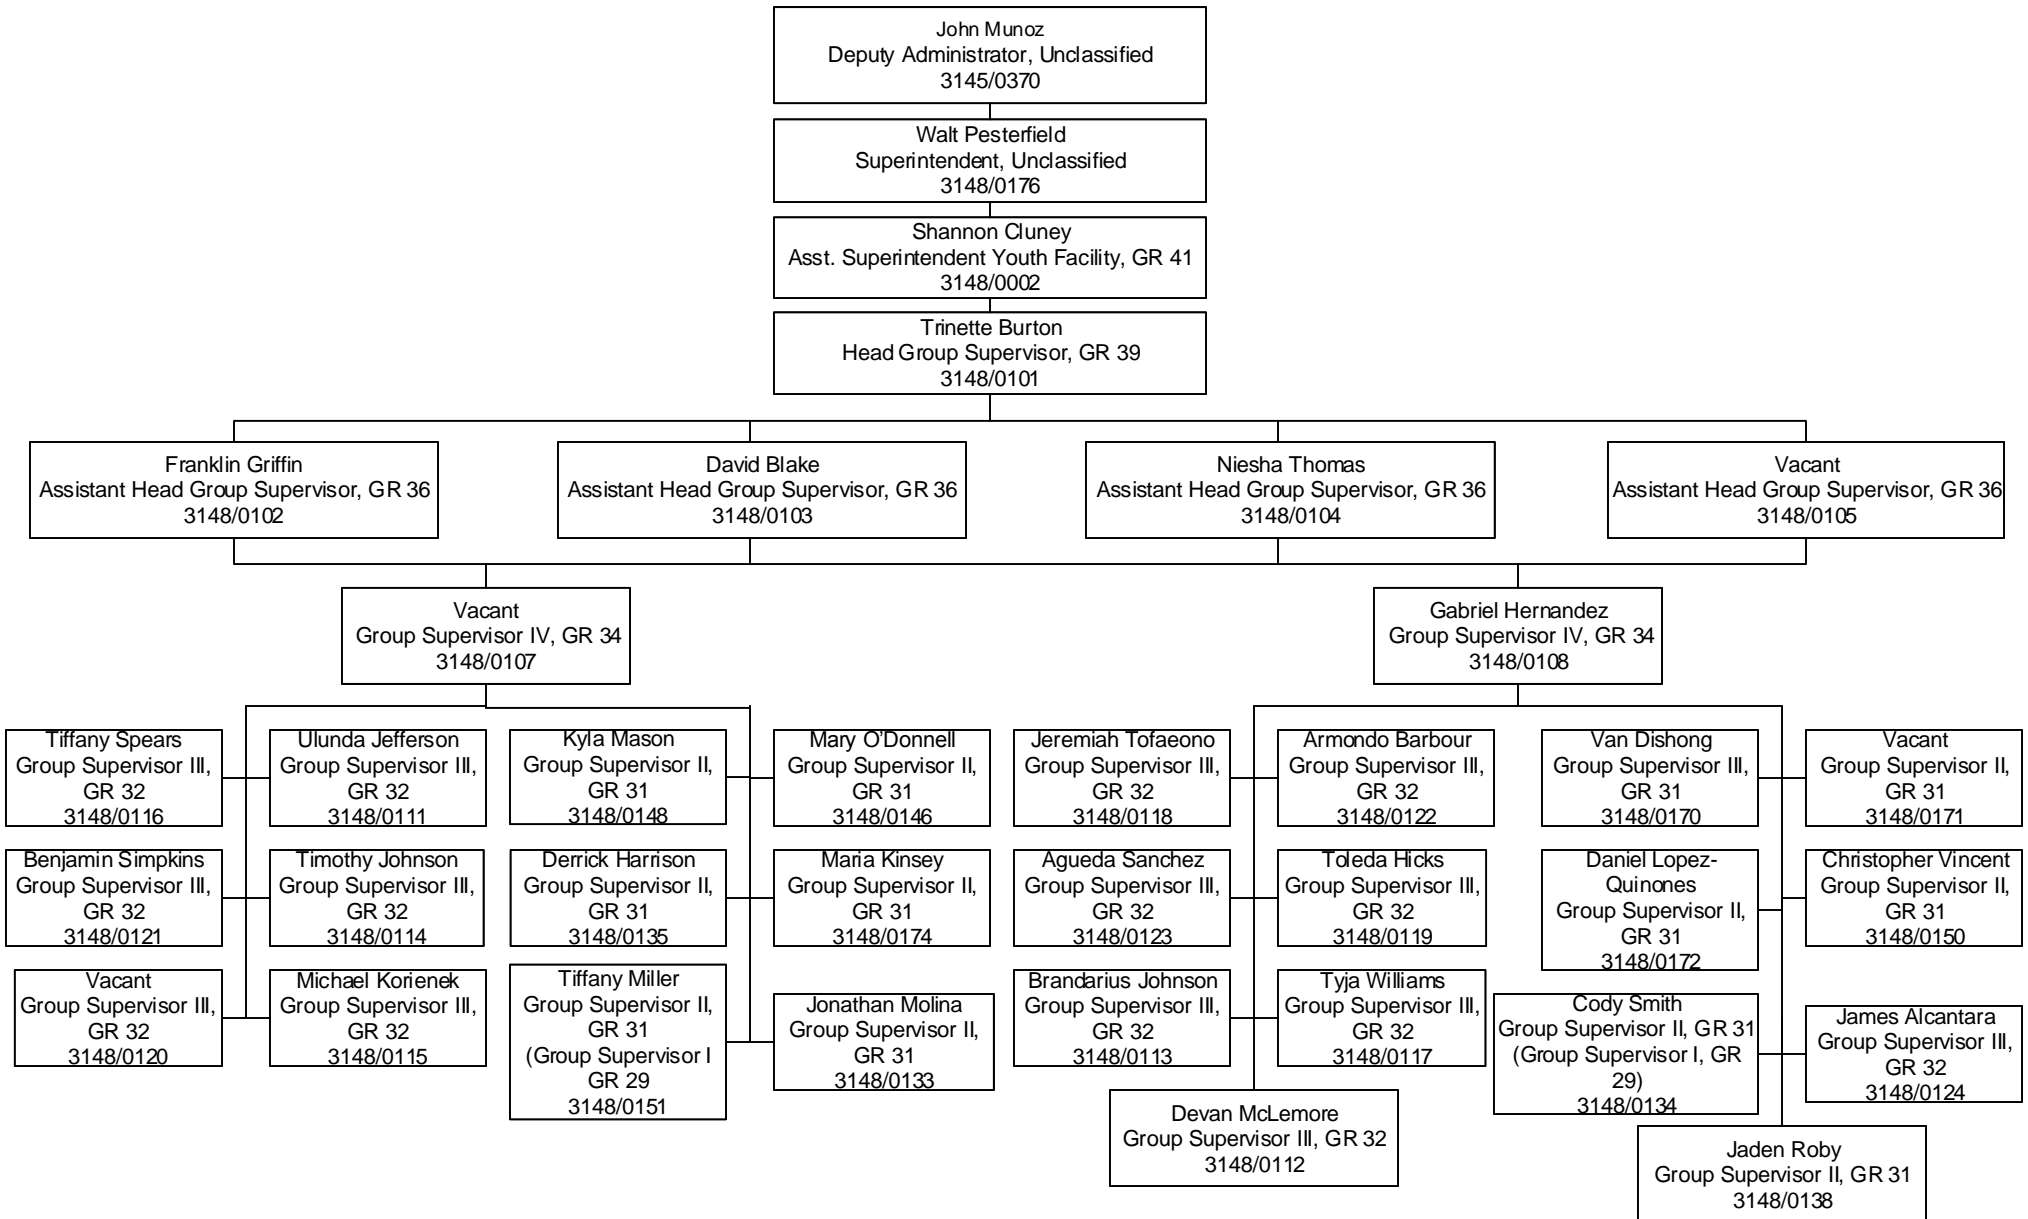 John Munoz
Deputy Administrator, Unclassified
3145/0370
Walt Pesterfield
Superintendent, Unclassified
3148/0176
Shannon Cluney
Asst. Superintendent Youth Facility, GR 41
3148/0002
Trinette Burton
Head Group Supervisor, GR 39
3148/0101
Franklin Griffin
Assistant Head Group Supervisor, GR 36
3148/0102
David Blake
Assistant Head Group Supervisor, GR 36
3148/0103
Niesha Thomas
Assistant Head Group Supervisor, GR 36
3148/0104
Vacant
Assistant Head Group Supervisor, GR 36
3148/0105
Vacant
Group Supervisor IV, GR 34
3148/0107
Gabriel Hernandez
Group Supervisor IV, GR 34
3148/0108
Tiffany Spears
Group Supervisor III,
GR 32
3148/0116
Ulunda Jefferson
Group Supervisor III,
GR 32
3148/0111
Kyla Mason
Group Supervisor II,
GR 31
3148/0148
Mary O’Donnell
Group Supervisor II,
GR 31
3148/0146
Jeremiah Tofaeono
Group Supervisor III,
GR 32
3148/0118
Armondo Barbour
Group Supervisor III,
GR 32
3148/0122
Van Dishong
Group Supervisor III,
GR 31
3148/0170
Vacant
Group Supervisor II,
GR 31
3148/0171
Benjamin Simpkins
Group Supervisor III,
GR 32
3148/0121
Timothy Johnson
Group Supervisor III,
GR 32
3148/0114
Derrick Harrison
Group Supervisor II,
GR 31
3148/0135
Maria Kinsey
Group Supervisor II,
GR 31
3148/0174
Agueda Sanchez
Group Supervisor III,
GR 32
3148/0123
Toleda Hicks
Group Supervisor III,
GR 32
3148/0119
Daniel Lopez-
Quinones
Group Supervisor II,
GR 31
3148/0172
Christopher Vincent
Group Supervisor II,
GR 31
3148/0150
Vacant
Group Supervisor III,
GR 32
3148/0120
Michael Korienek
Group Supervisor III,
GR 32
3148/0115
Tiffany Miller
Group Supervisor II,
GR 31
(Group Supervisor I
GR 29
3148/0151
Jonathan Molina
Group Supervisor II,
GR 31
3148/0133
Brandarius Johnson
Group Supervisor III,
GR 32
3148/0113
Tyja Williams
Group Supervisor III,
GR 32
3148/0117
Cody Smith
Group Supervisor II, GR 31
(Group Supervisor I, GR
29)
3148/0134
James Alcantara
Group Supervisor III,
GR 32
3148/0124
Devan McLemore
Group Supervisor III, GR 32
3148/0112
Jaden Roby
Group Supervisor II, GR 31
3148/0138